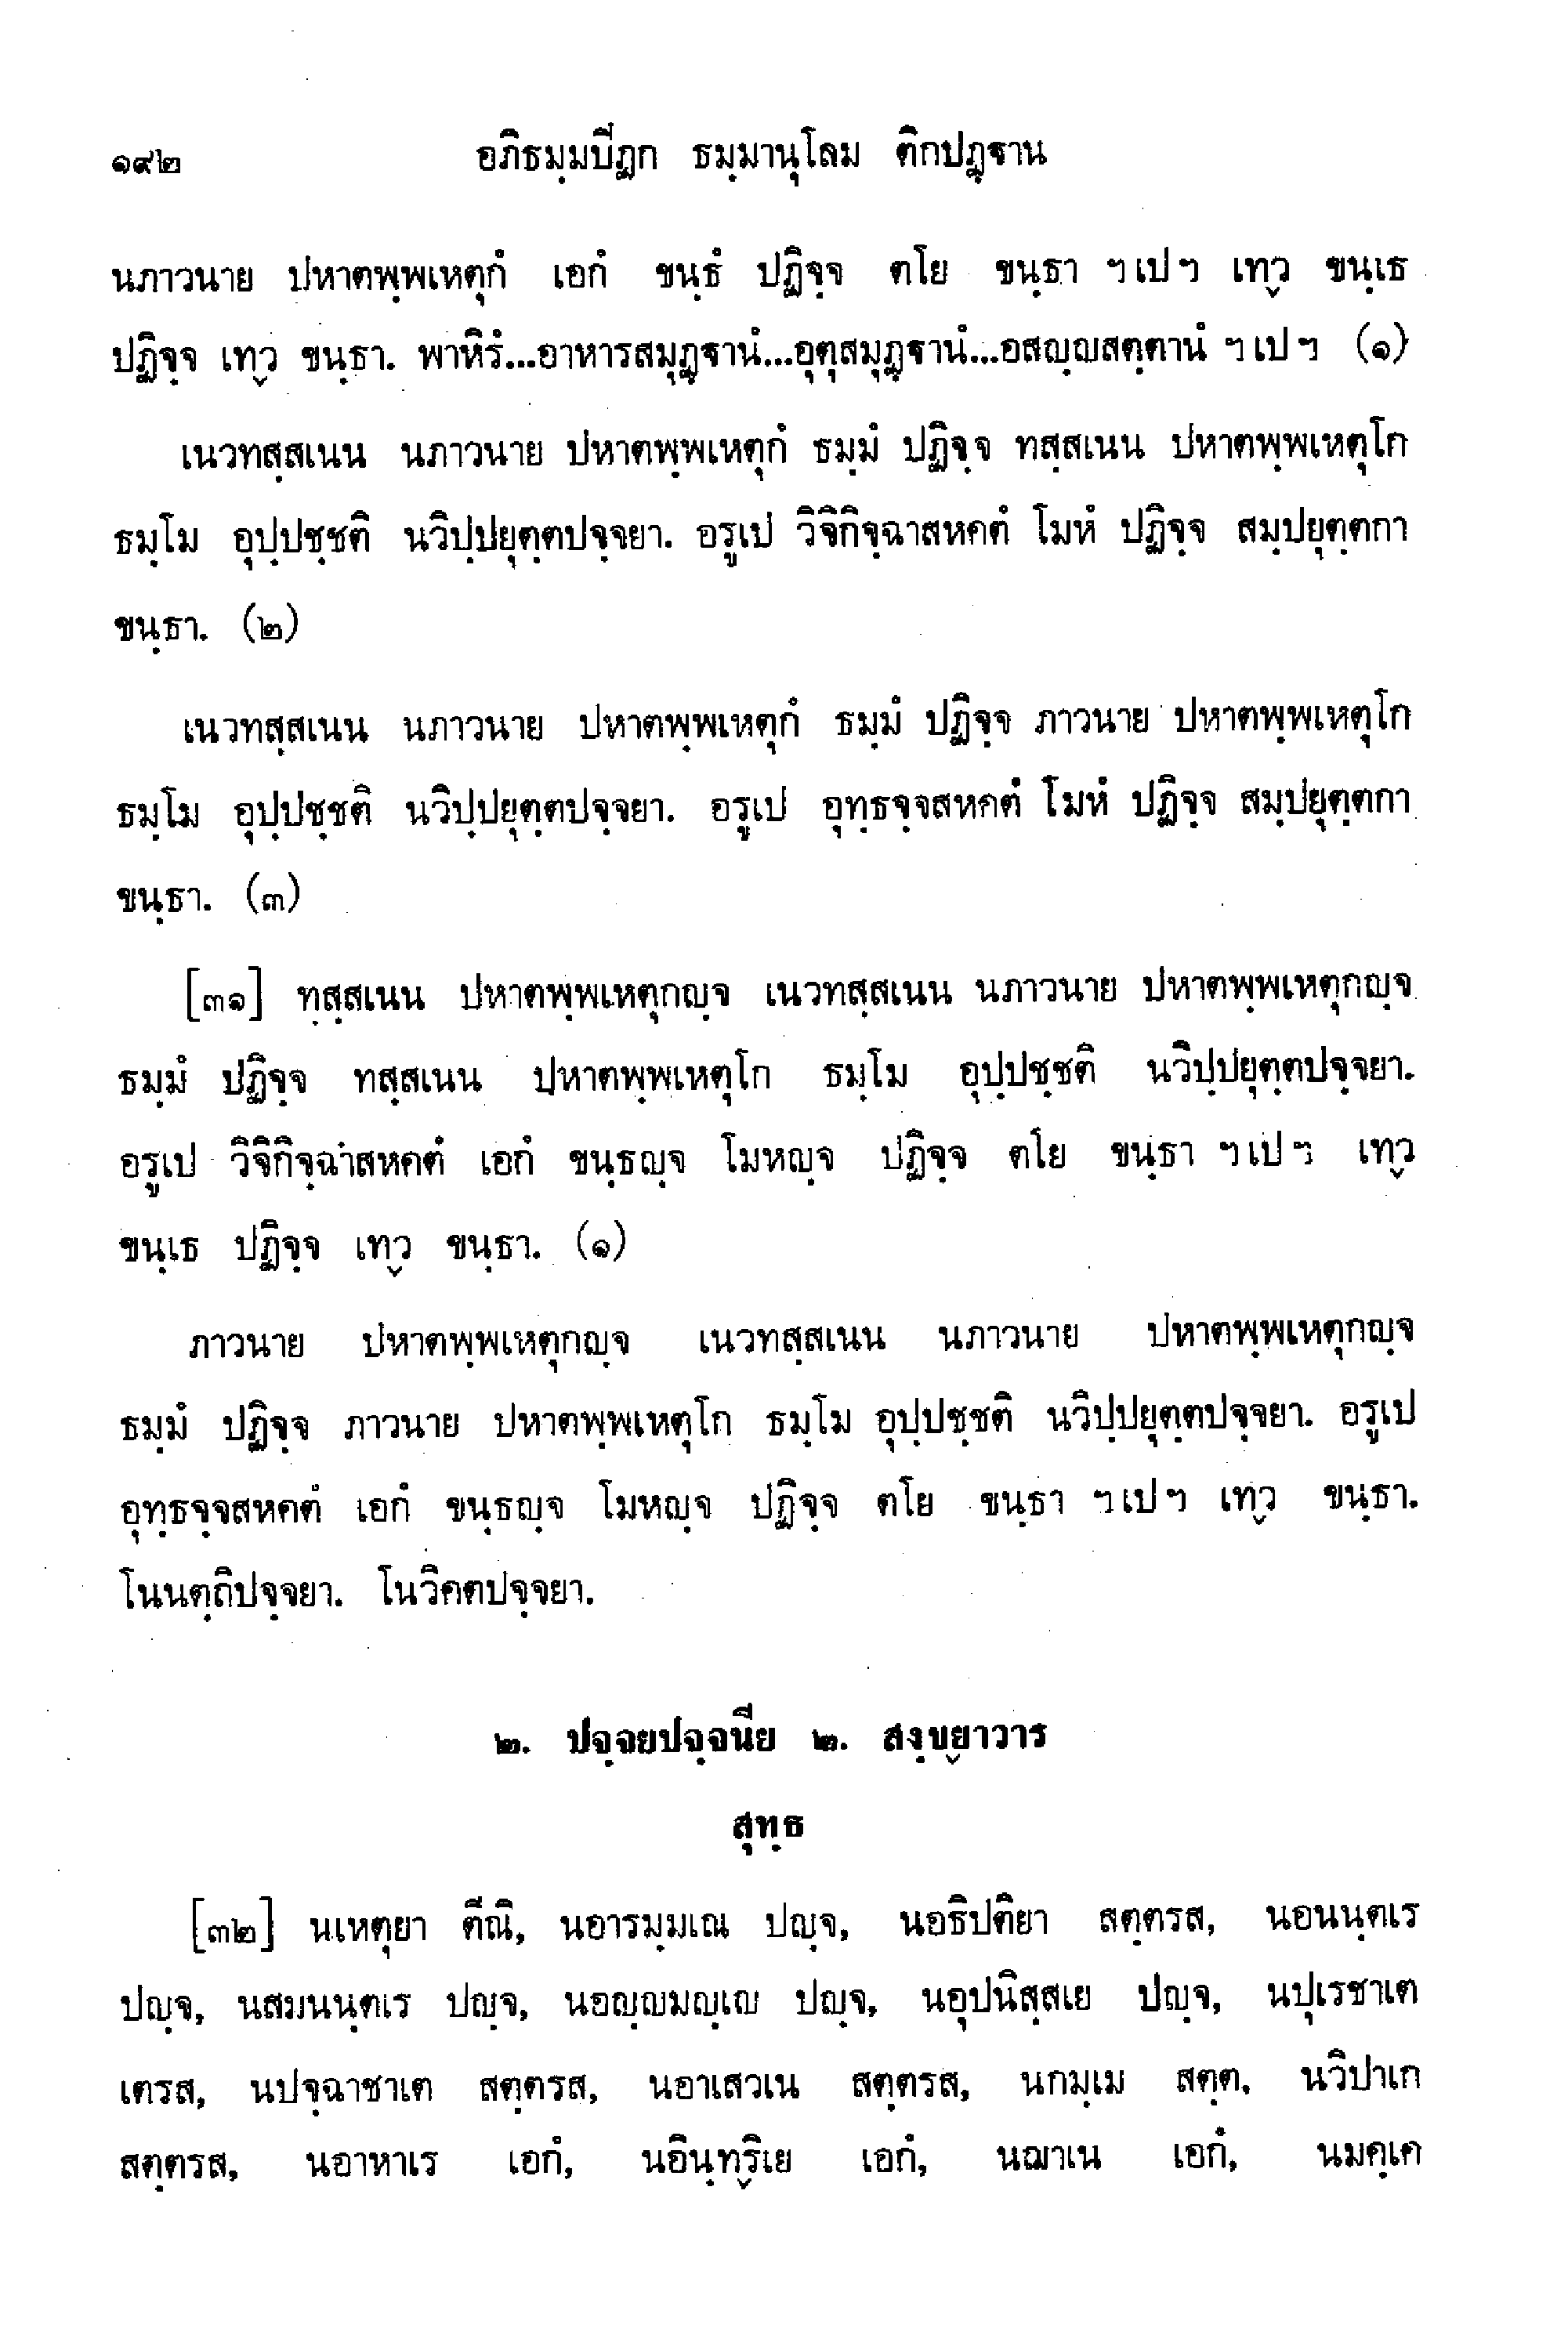 ๑๙๒ อภิธมฺมปิฏก ธมฺมานุโลม ติกปฏฺฐาน
นภาวนาย ปหาตพฺพเหตุกํ เอกํ ขนฺธํ ปฏิจฺจ ตโย ขนฺธา ฯเปฯ เทฺว ขนฺเธ
ปฏิจฺจ เทฺว ขนฺธา. พาหิรํ...อาหารสมุฏฺฐานํ...อุตุสมุฏฺฐานํ...อสญฺญสตฺตานํ ฯเปฯ (๑)
เนวทสฺสเนน นภาวนาย ปหาตพฺพเหตุกํ ธมฺมํ ปฏิจฺจ ทสฺสเนน ปหาตพฺพเหตุโก
ธมฺโม อุปฺปชฺชติ นวิปฺปยุตฺตปจฺจยา. อรูเป วิจิกิจฺฉาสหคตํ โมหํ ปฏิจฺจ สมฺปยุตฺตกา
ขนฺธา. (๒)
เนวทสฺสเนน นภาวนาย ปหาตพฺพเหตุกํ ธมฺมํ ปฏิจฺจ ภาวนาย ปหาตพฺพเหตุโก
ธมฺโม อุปฺปชฺชติ นวิปฺปยุตฺตปจฺจยา. อรูเป อุทฺธจฺจสหคตํ โมหํ ปฏิจฺจ สมฺปยุตฺตกา
ขนฺธา. (๓)
[๓๑] ทสฺสเนน ปหาตพฺพเหตุกญฺจ เนวทสฺสเนน นภาวนาย ปหาตพฺพเหตุกญฺจ
ธมฺมํ ปฏิจฺจ ทสฺสเนน ปหาตพฺพเหตุโก ธมฺโม อุปฺปชฺชติ นวิปฺปยุตฺตปจฺจยา.
อรูเป วิจิกิจฺฉาสหคตํ เอกํ ขนฺธญฺจ โมหญฺจ ปฏิจฺจ ตโย ขนฺธา ฯเปฯ เทฺว
ขนฺเธ ปฏิจฺจ เทฺว ขนฺธา. (๑)
ภาวนาย ปหาตพฺพเหตุกญฺจ เนวทสฺสเนน นภาวนาย ปหาตพฺพเหตุกญฺจ
ธมฺมํ ปฏิจฺจ ภาวนาย ปหาตพฺพเหตุโก ธมฺโม อุปฺปชฺชติ นวิปฺปยุตฺตปจฺจยา. อรูเป
อุทฺธจฺจสหคตํ เอกํ ขนฺธญฺจ โมหญฺจ ปฏิจฺจ ตโย ขนฺธา ฯเปฯ เทฺว ขนฺธา.
โนนตฺถิปจฺจยา. โนวิคตปจฺจยา.
๒. ปจฺจยปจฺจนีย ๒. สงฺขฺยาวาร
สุทฺธ
[๓๒] นเหตุยา ตีณิ, นอารมฺมเณ ปญฺจ, นอธิปติยา สตฺตรส, นอนนฺตเร
ปญฺจ, นสมนนฺตเร ปญฺจ, นอญฺญมญฺเญ ปญฺจ, นอุปนิสฺสเย ปญฺจ, นปุเรชาเต
เตรส, นปจฺฉาชาเต สตฺตรส, นอาเสวเน สตฺตรส, นกมฺเม สตฺต, นวิปาเก
สตฺตรส, นอาหาเร เอกํ, นอินฺทฺริเย เอกํ, นฌาเน เอกํ, นมคฺเค